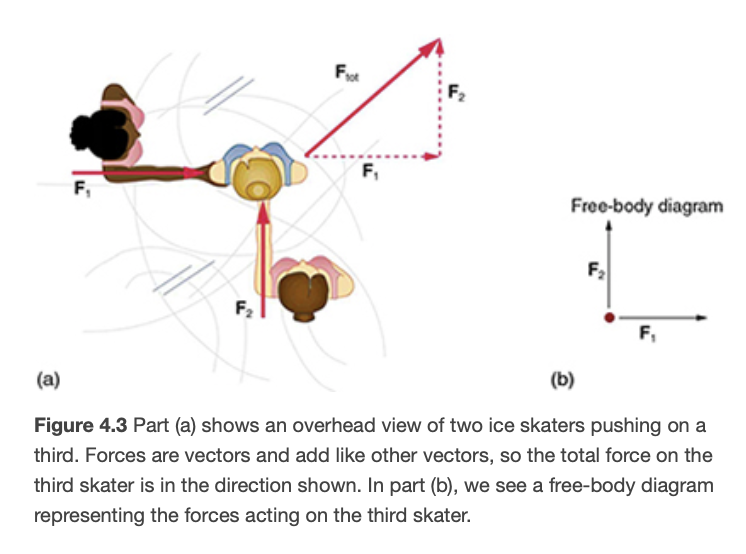 Fₜₒₜ
F₂
F₁
F₁
F₂
(a)
Free-body diagram
F₂
F₁
(b)
Figure 4.3 Part (a) shows an overhead view of two ice skaters pushing on a
third. Forces are vectors and add like other vectors, so the total force on the
third skater is in the direction shown. In part (b), we see a free-body diagram
representing the forces acting on the third skater.